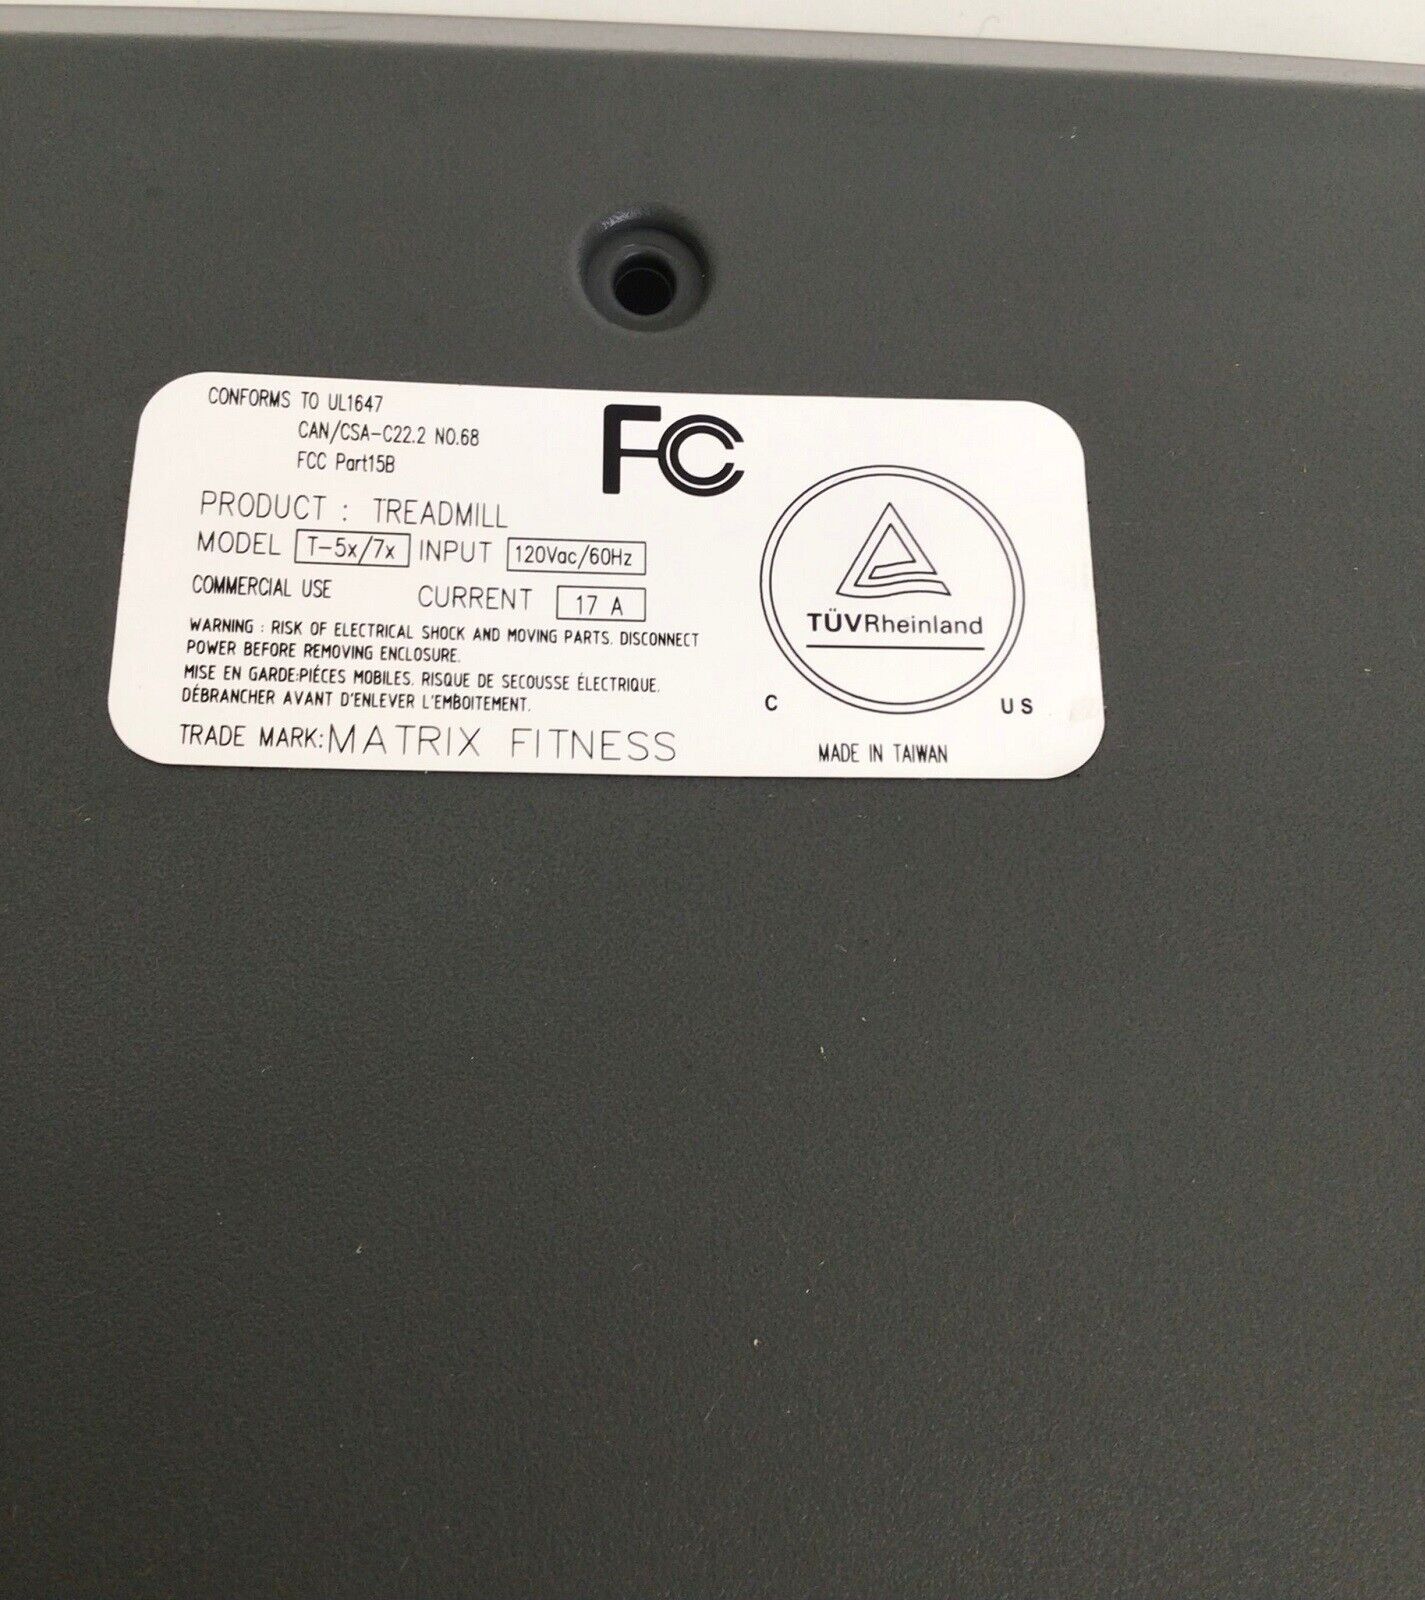 CONFORMS TO UL1647
CAN/CSA-C22.2 NO.68
FCC Part15B
FC
PRODUCT : TREADMILL
MODEL T-5x/7x INPUT 120Vac/60Hz
COMMERCIAL USE CURRENT 17 A
WARNING : RISK OF ELECTRICAL SHOCK AND MOVING PARTS. DISCONNECT
POWER BEFORE REMOVING ENCLOSURE.
MISE EN GARDE:PIÉCES MOBILES. RISQUE DE SECOUSSE ÉLECTRIQUE.
DÉBRANCHER AVANT D'ENLEVER L'EMBOITEMENT.
TRADE MARK: MATRIX FITNESS
TÜVRheinland
C US
MADE IN TAIWAN